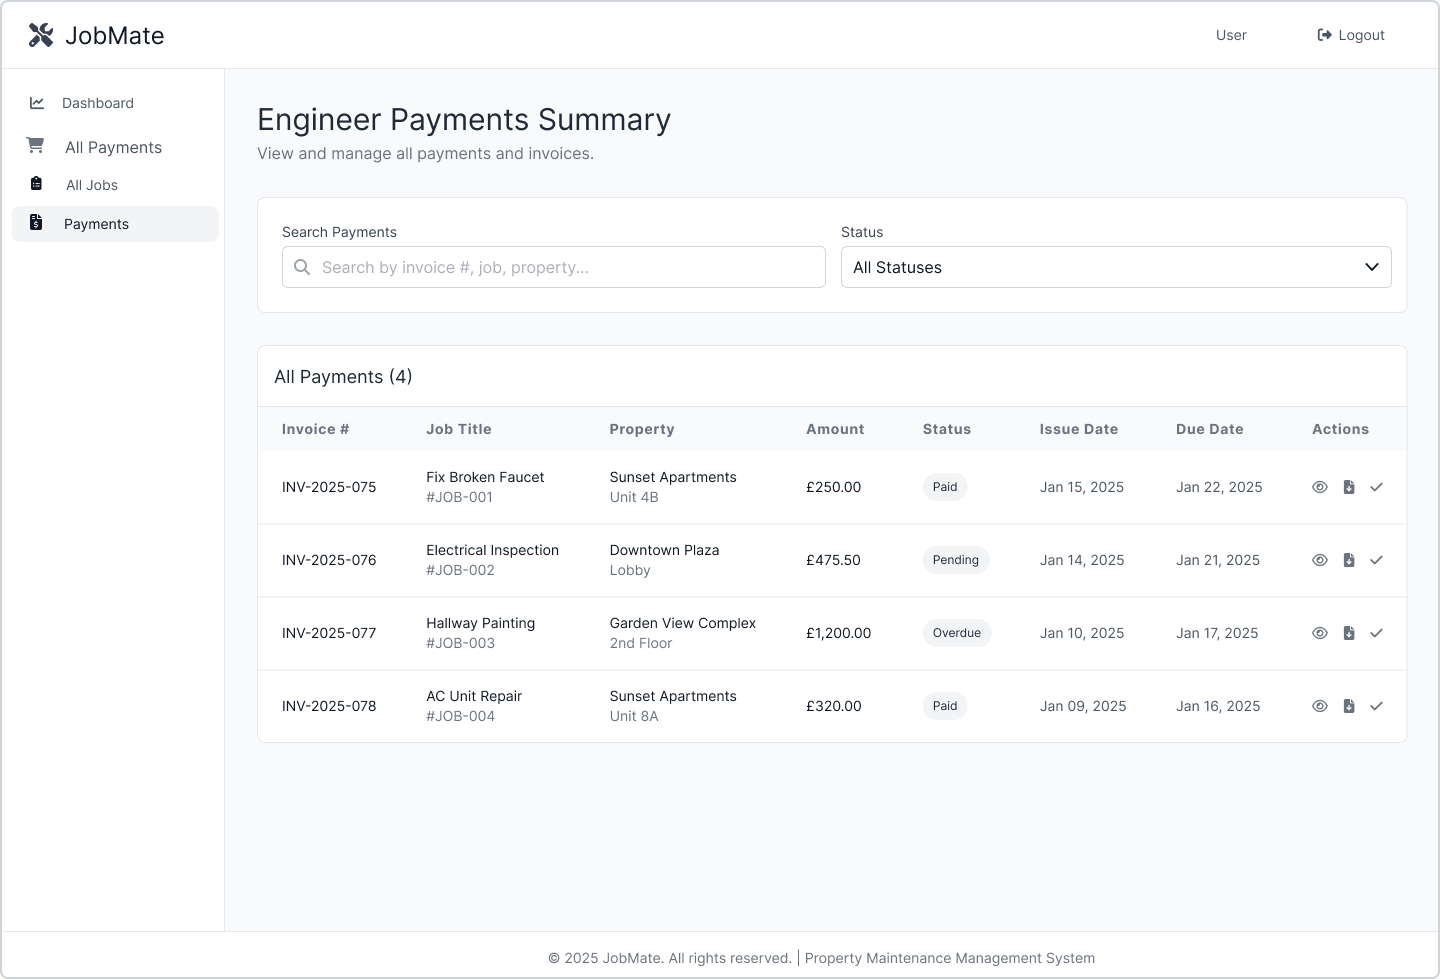 JobMate
User
Logout
Dashboard
All Payments
All Jobs
Payments
Engineer Payments Summary
View and manage all payments and invoices.
Search Payments
Status
Search by invoice #, job, property...
All Statuses
All Payments (4)
Invoice # Job Title Property Amount Status Issue Date Due Date Actions
INV-2025-075 Fix Broken Faucet Sunset Apartments £250.00 Paid Jan 15, 2025 Jan 22, 2025
#JOB-001 Unit 4B
INV-2025-076 Electrical Inspection Downtown Plaza £475.50 Pending Jan 14, 2025 Jan 21, 2025
#JOB-002 Lobby
INV-2025-077 Hallway Painting Garden View Complex £1,200.00 Overdue Jan 10, 2025 Jan 17, 2025
#JOB-003 2nd Floor
INV-2025-078 AC Unit Repair Sunset Apartments £320.00 Paid Jan 09, 2025 Jan 16, 2025
#JOB-004 Unit 8A
© 2025 JobMate. All rights reserved. | Property Maintenance Management System